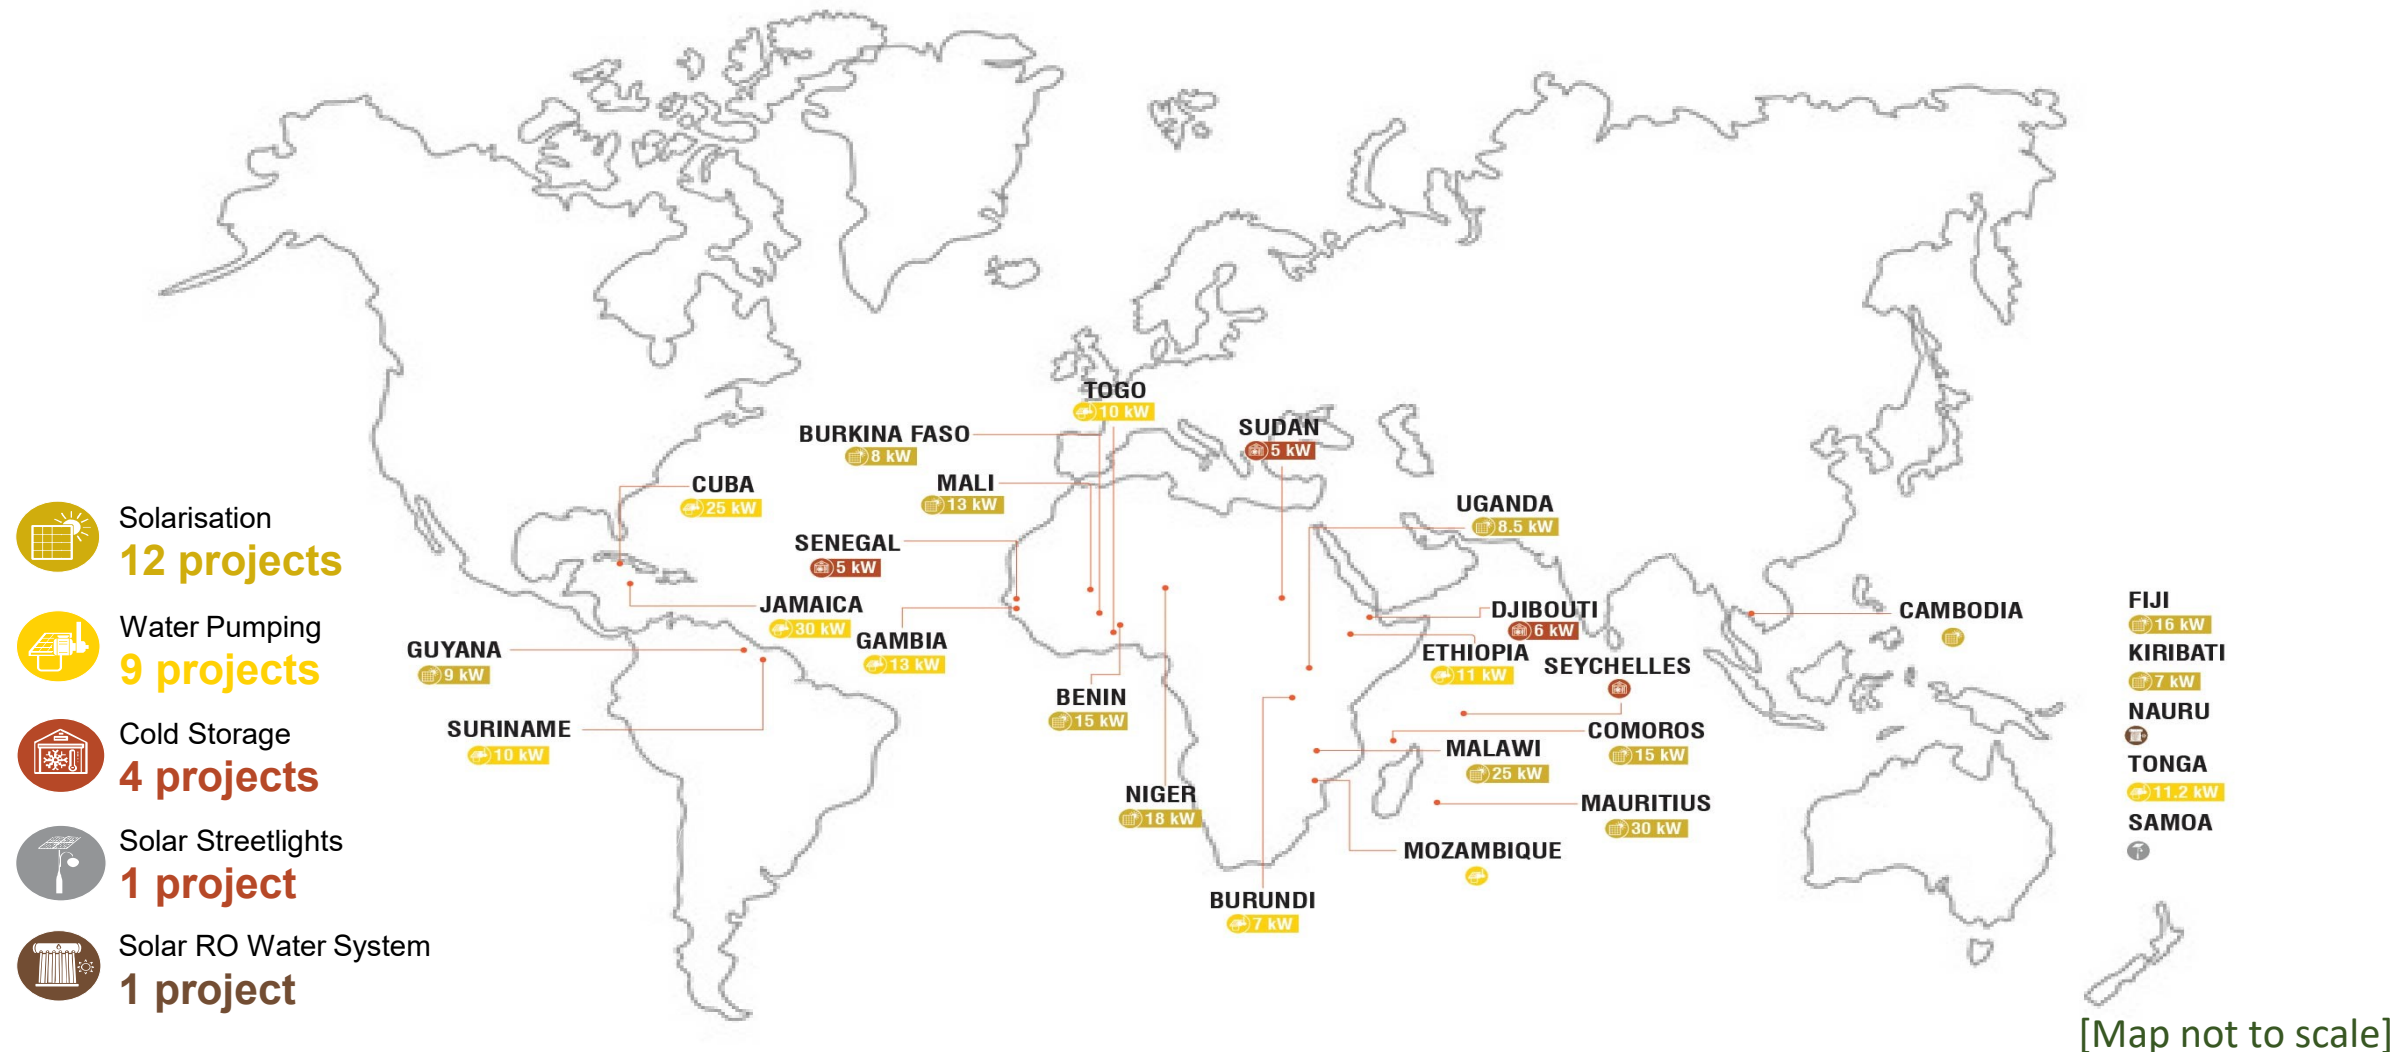 TOGO
10 kW
BURKINA FASO
8 kW
SUDAN
5 kW
CUBA
25 kW
MALI
13 kW
UGANDA
8.5 kW
SENEGAL
5 kW
JAMAICA
30 kW
GAMBIA
13 kW
GUYANA
9 kW
SURINAME
10 kW
BENIN
15 kW
DJIBOUTI
6 kW
ETHIOPIA
11 kW
SEYCHELLES
COMOROS
15 kW
MALAWI
25 kW
NIGER
18 kW
MAURITIUS
30 kW
MOZAMBIQUE
BURUNDI
7 kW
CAMBODIA
FIJI
16 kW
KIRIBATI
7 kW
NAURU
TONGA
11.2 kW
SAMOA
Solarisation
12 projects
Water Pumping
9 projects
Cold Storage
4 projects
Solar Streetlights
1 project
Solar RO Water System
1 project
[Map not to scale]